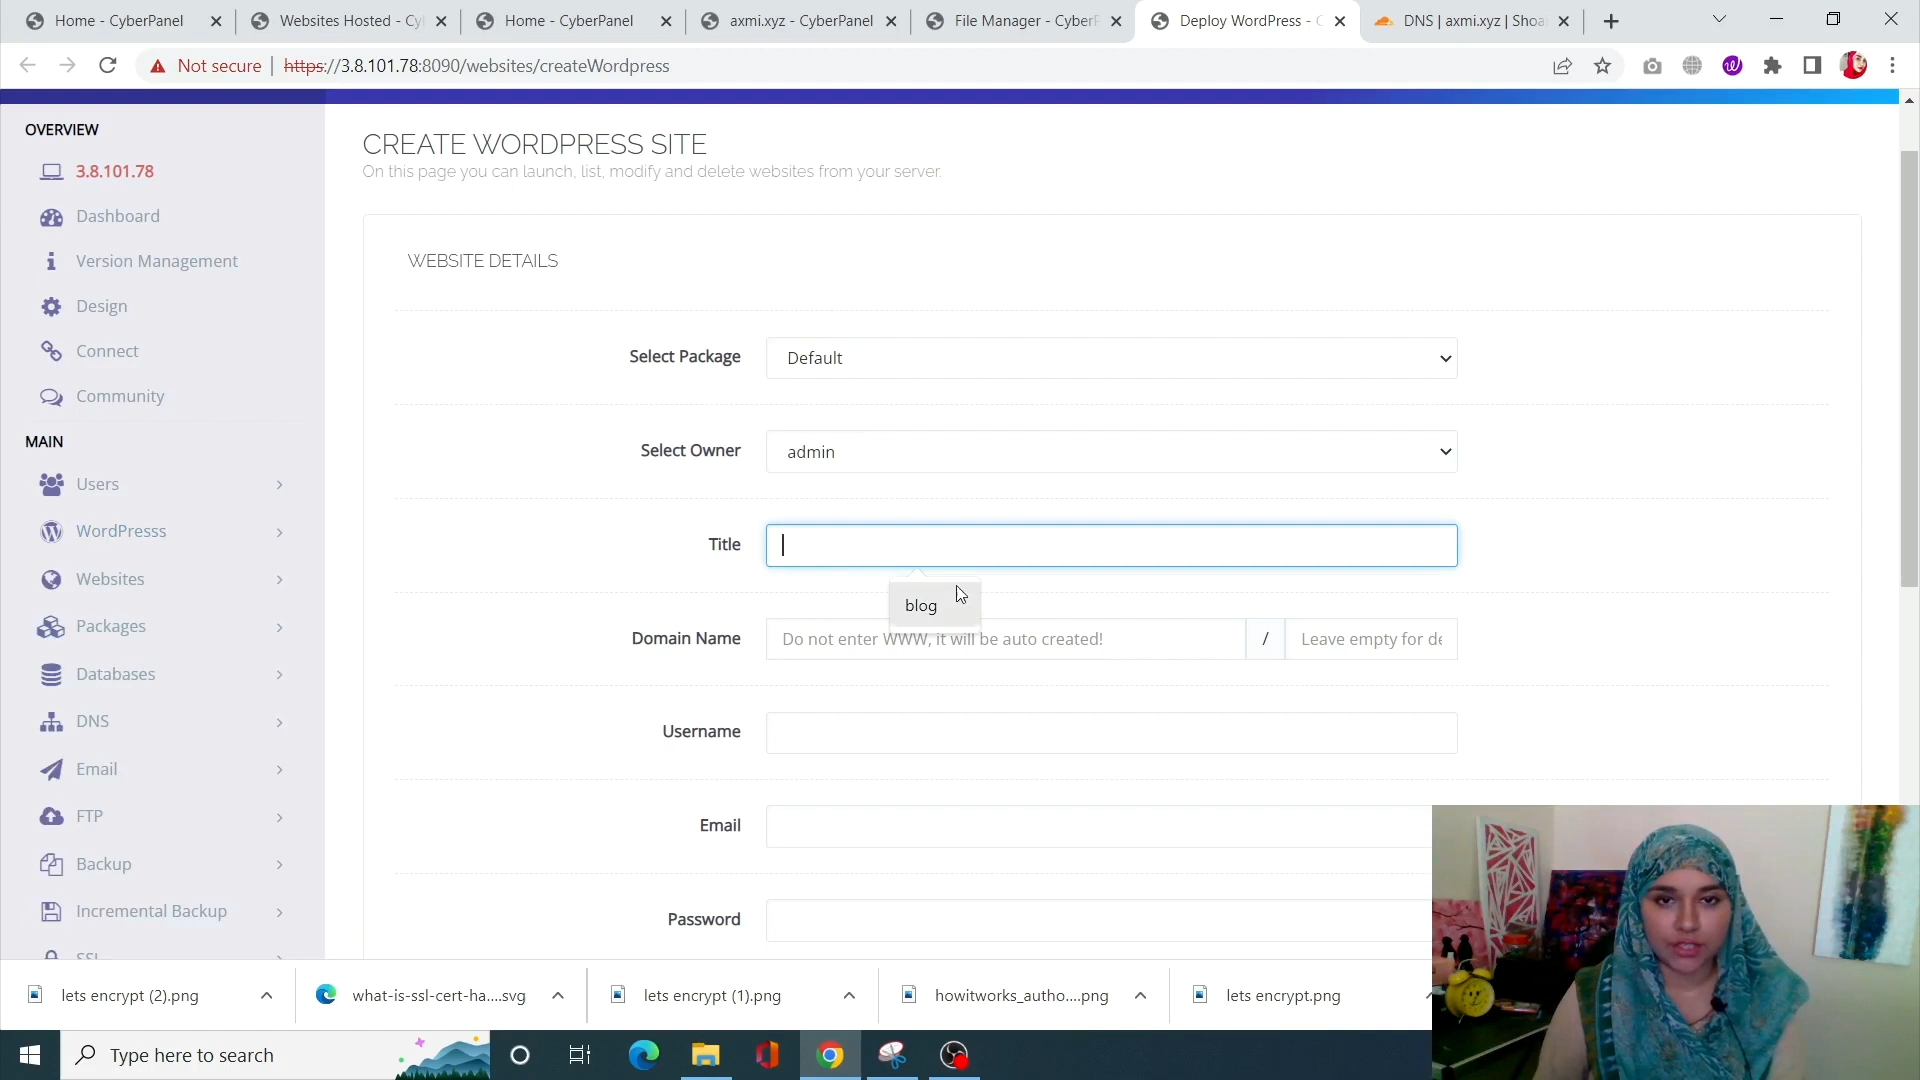 Home - CyberPanel
Websites Hosted - Cy
Home - CyberPanel
axmi.xyz - CyberPanel
File Manager - CyberP
Deploy WordPress - C
DNS | axmi.xyz | Shoa
Not secure | https://3.8.101.78:8090/websites/createWordpress
OVERVIEW
3.8.101.78
Dashboard
Version Management
Design
Connect
Community
MAIN
Users
WordPresss
Websites
Packages
Databases
DNS
Email
FTP
Backup
Incremental Backup
SSL
CREATE WORDPRESS SITE
On this page you can launch, list, modify and delete websites from your server.
WEBSITE DETAILS
Select Package
Default
Select Owner
admin
Title
blog
Domain Name
Do not enter WWW, it will be auto created!
/
Leave empty for de
Username
Email
Password
lets encrypt (2).png
what-is-ssl-cert-ha....svg
lets encrypt (1).png
howitworks_autho....png
lets encrypt.png
Type here to search